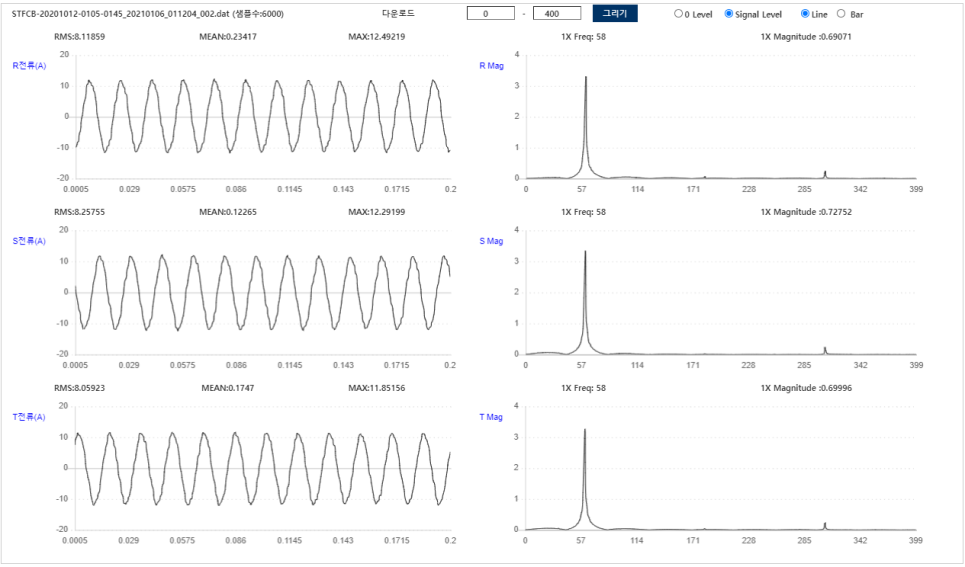 STFCB-20201012-0105-0145_20210106_011204_002.dat (샘플수:6000) 다운로드 0 - 400 그리기 0 Level Signal Level Line Bar
RMS:8.11859 MEAN:0.23417 MAX:12.49219 1X Freq: 58 1X Magnitude :0.69071
R전류(A) 20 10 0 -10 -20
0.0005 0.029 0.0575 0.086 0.1145 0.143 0.1715 0.2
R Mag 4 3 2 1 0
0 57 114 171 228 285 342 399
RMS:8.25755 MEAN:0.12265 MAX:12.29199 1X Freq: 58 1X Magnitude :0.72752
S전류(A) 20 10 0 -10 -20
0.0005 0.029 0.0575 0.086 0.1145 0.143 0.1715 0.2
S Mag 4 3 2 1 0
0 57 114 171 228 285 342 399
RMS:8.05923 MEAN:0.1747 MAX:11.85156 1X Freq: 58 1X Magnitude :0.69996
T전류(A) 20 10 0 -10 -20
0.0005 0.029 0.0575 0.086 0.1145 0.143 0.1715 0.2
T Mag 4 3 2 1 0
0 57 114 171 228 285 342 399